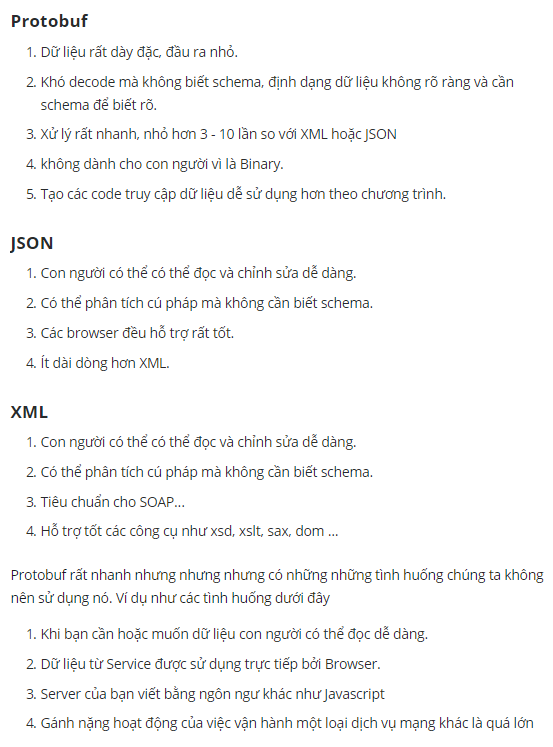 Protobuf
1. Dữ liệu rất dày đặc, đầu ra nhỏ.
2. Khó decode mà không biết schema, định dạng dữ liệu không rõ ràng và cần
schema để biết rõ.
3. Xử lý rất nhanh, nhỏ hơn 3 - 10 lần so với XML hoặc JSON
4. không dành cho con người vì là Binary.
5. Tạo các code truy cập dữ liệu dễ sử dụng hơn theo chương trình.
JSON
1. Con người có thể có thể đọc và chỉnh sửa dễ dàng.
2. Có thể phân tích cú pháp mà không cần biết schema.
3. Các browser đều hỗ trợ rất tốt.
4. Ít dài dòng hơn XML.
XML
1. Con người có thể có thể đọc và chỉnh sửa dễ dàng.
2. Có thể phân tích cú pháp mà không cần biết schema.
3. Tiêu chuẩn cho SOAP...
4. Hỗ trợ tốt các công cụ như xsd, xslt, sax, dom ...
Protobuf rất nhanh nhưng nhưng nhưng có những những tình huống chúng ta không
nên sử dụng nó. Ví dụ như các tình huống dưới đây
1. Khi bạn cần hoặc muốn dữ liệu con người có thể đọc dễ dàng.
2. Dữ liệu từ Service được sử dụng trực tiếp bởi Browser.
3. Server của bạn viết bằng ngôn ngư khác như Javascript
4. Gánh nặng hoạt động của việc vận hành một loại dịch vụ mạng khác là quá lớn